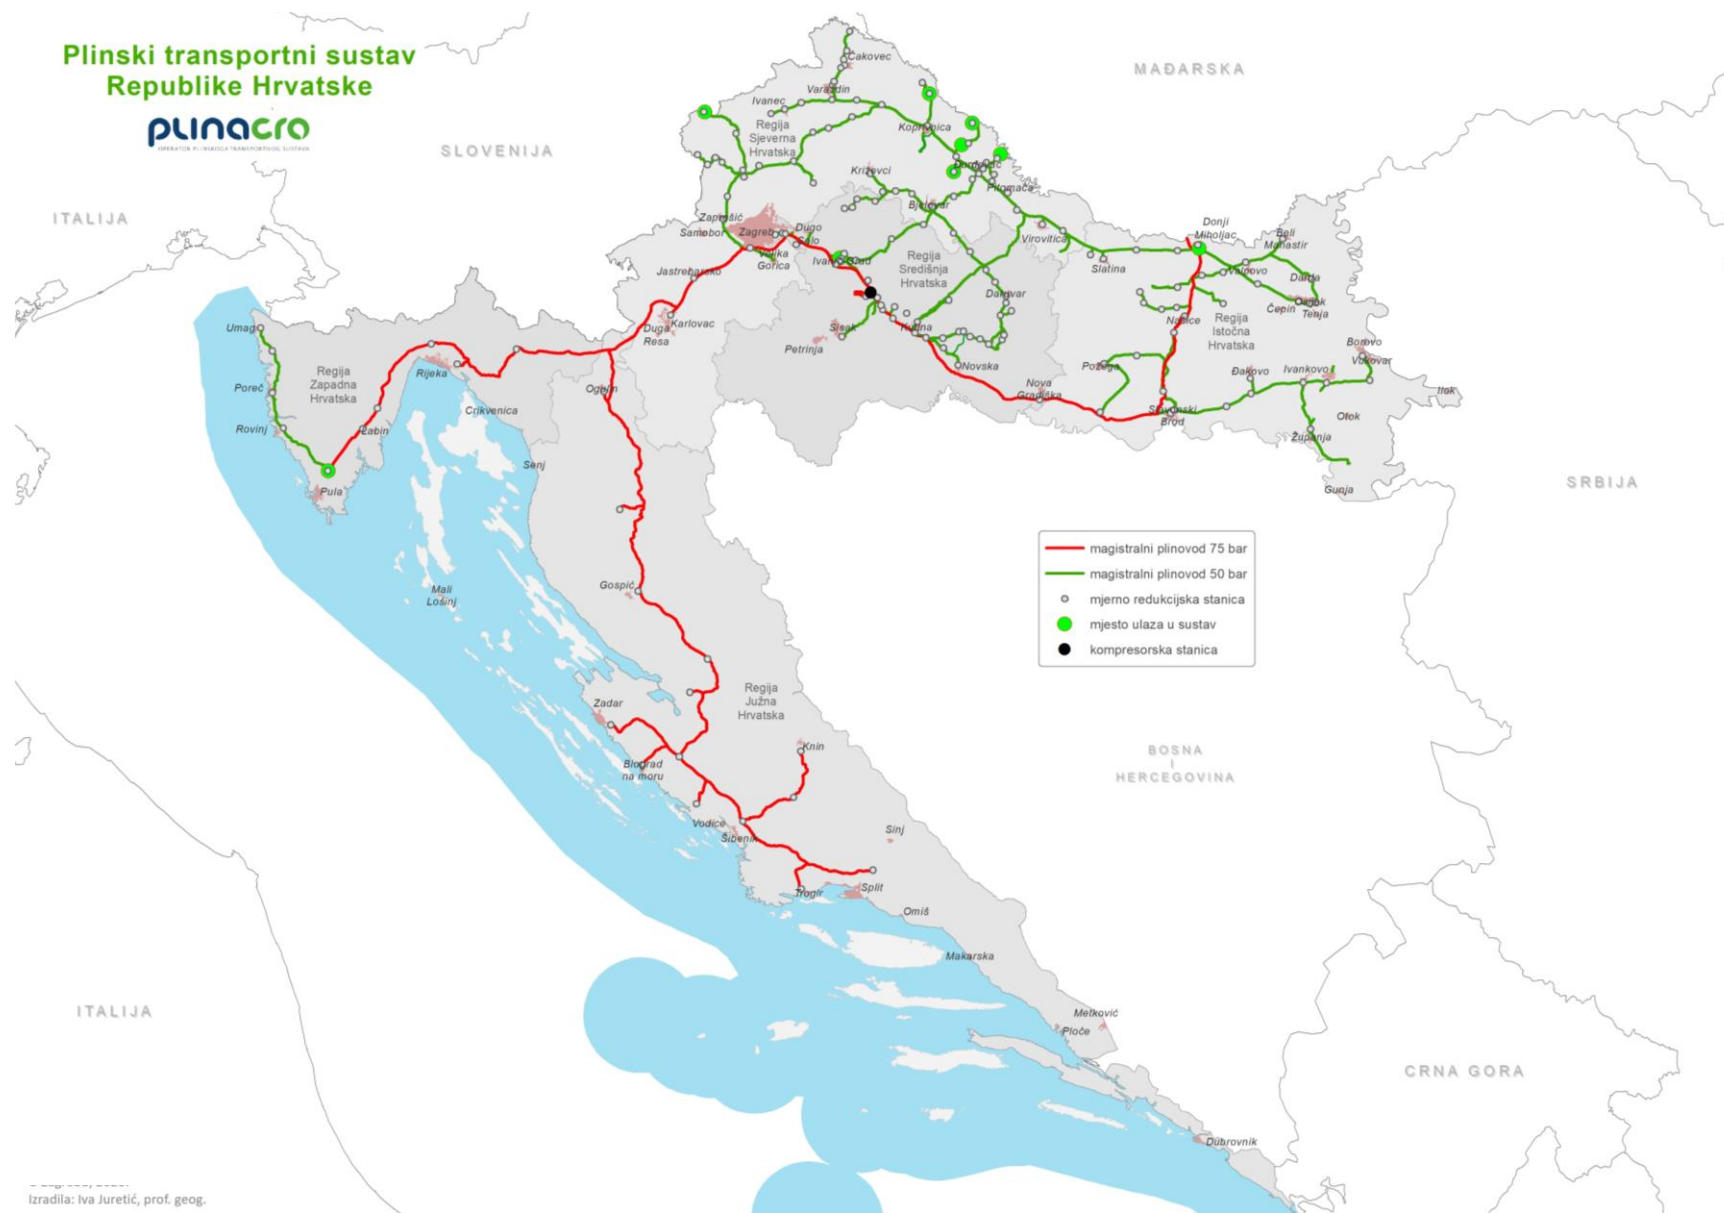 Plinski transportni sustav
Republike Hrvatske
PLINACRO
OPERATOR PLINSKOGA TRANSPORTNOG SUSTAVA
MAĐARSKA
SLOVENIJA
ITALIJA
Čakovec
Varaždin
Ivanec
Regija
Sjeverna
Hrvatska
Koprivnica
Križevci
Đurđevac
Pitomača
Bjelovar
Zaprešić
Samobor
Zagreb
Dugo
Selo
Velika
Gorica
Ivanić Grad
Virovitica
Slatina
Donji
Miholjac
Beli
Manastir
Valpovo
Darda
Osijek
Čepin
Tenja
Regija
Središnja
Hrvatska
Daruvar
Jastrebarsko
Karlovac
Duga
Resa
Sisak
Petrinja
Kutina
Novska
Nova
Gradiška
Našice
Regija
Istočna
Hrvatska
Borovo
Vukovar
Požega
Đakovo
Ivankovo
Ilok
Otok
Slavonski
Brod
Županja
Gunja
SRBIJA
Umag
Poreč
Rovinj
Regija
Zapadna
Hrvatska
Rijeka
Labin
Pula
Crikvenica
Ogulin
Senj
Gospić
Mali
Lošinj
magistralni plinovod 75 bar
magistralni plinovod 50 bar
mjerno redukcijska stanica
mjesto ulaza u sustav
kompresorska stanica
Regija
Južna
Hrvatska
Zadar
Biograd
na moru
Knin
Vodice
Šibenik
Sinj
Trogir
Split
Omiš
Makarska
BOSNA
I
HERCEGOVINA
Metković
Ploče
Dubrovnik
CRNA GORA
ITALIJA
Izradila: Iva Juretić, prof. geog.